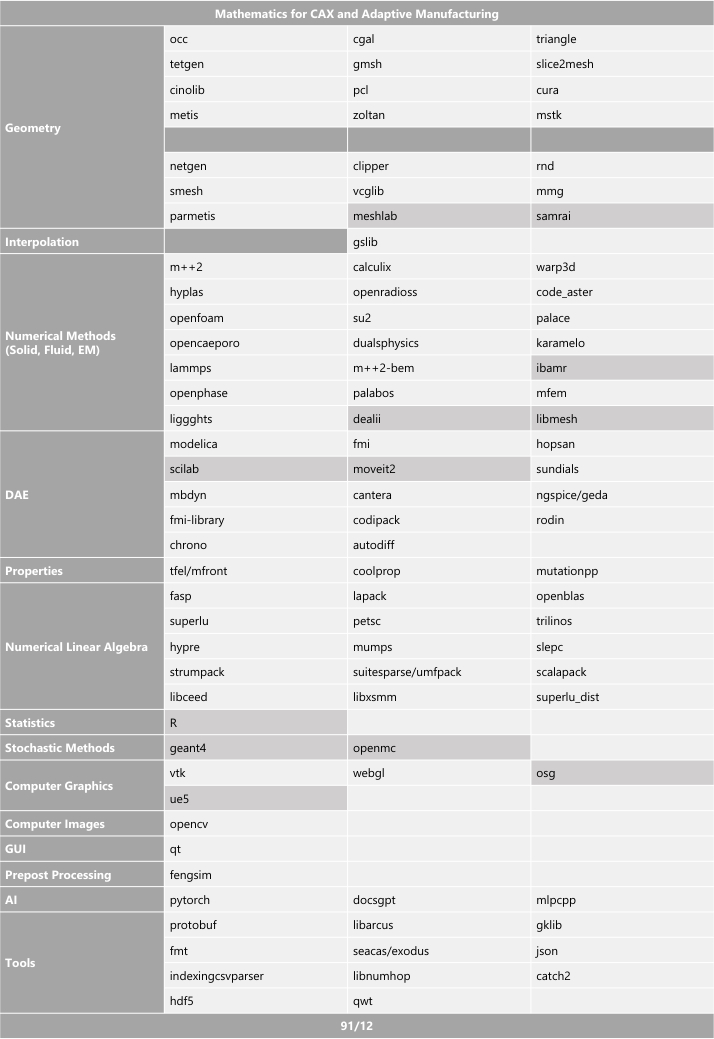 Mathematics for CAX and Adaptive Manufacturing
Geometry
occ cgal triangle
tetgen gmsh slice2mesh
cinolib pcl cura
metis zoltan mstk
netgen clipper rnd
smesh vcglib mmg
parmetis meshlab samrai
Interpolation gslib
Numerical Methods
(Solid, Fluid, EM)
m++2 calculix warp3d
hyplas openradioss code_aster
openfoam su2 palace
opencaeporo dualsphysics karamelo
lammps m++2-bem ibamr
openphase palabos mfem
liggghts dealii libmesh
DAE
modelica fmi hopsan
scilab moveit2 sundials
mbdyn cantera ngspice/geda
fmi-library codipack rodin
chrono autodiff
Properties tfel/mfront coolprop mutationpp
Numerical Linear Algebra
fasp lapack openblas
superlu petsc trilinos
hypre mumps slepc
strumpack suitesparse/umfpack scalapack
libceed libxsmm superlu_dist
Statistics R
Stochastic Methods geant4 openmc
Computer Graphics
vtk webgl osg
ue5
Computer Images opencv
GUI qt
Prepost Processing fengsim
AI pytorch docsgpt mlpcpp
Tools
protobuf libarcus gklib
fmt seacas/exodus json
indexingcsvparser libnumhop catch2
hdf5 qwt
91/12